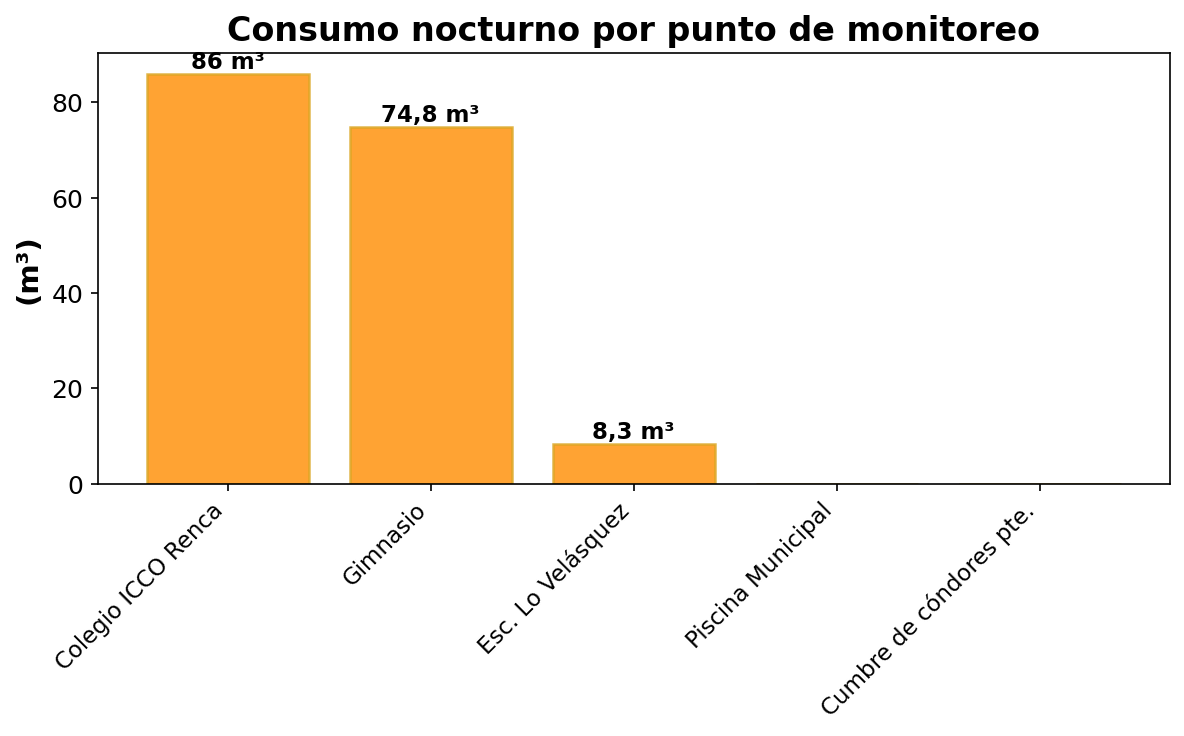 Consumo nocturno por punto de monitoreo
86 m³
74,8 m³
8,3 m³
(m³)
80
60
40
20
0
Colegio ICCO Renca
Gimnasio
Esc. Lo Velásquez
Piscina Municipal
Cumbre de cóndores pte.